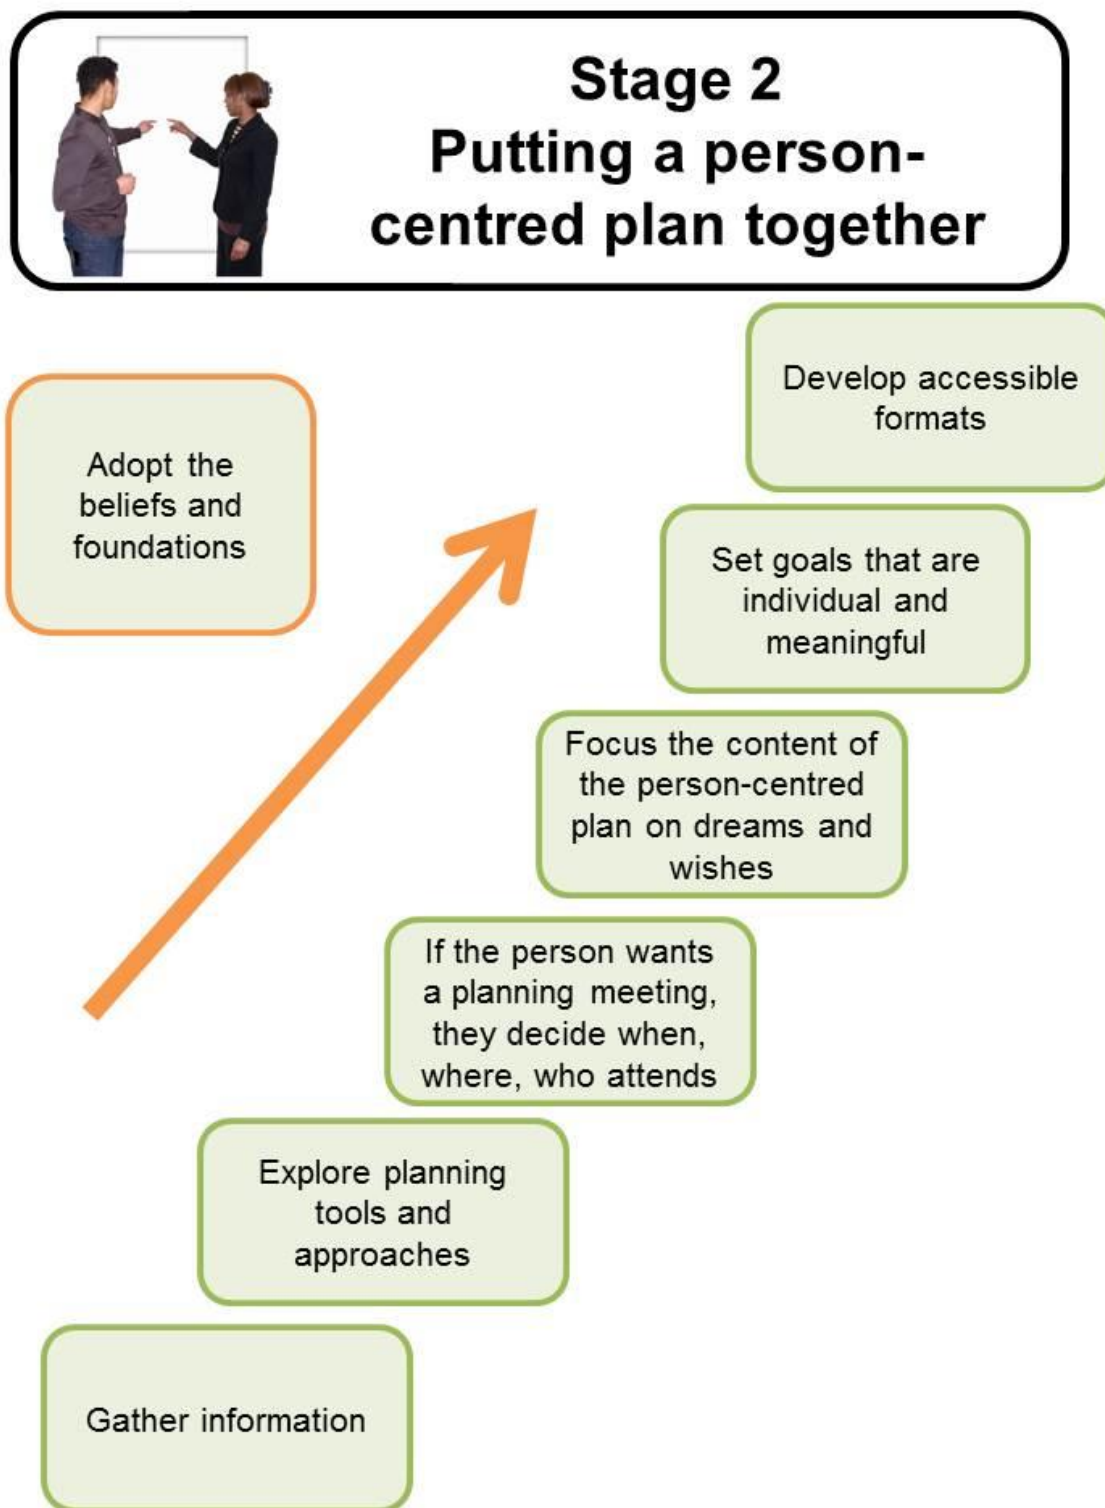 Stage 2
Putting a person-
centred plan together
Develop accessible
formats
Adopt the
beliefs and
foundations
Set goals that are
individual and
meaningful
Focus the content of
the person-centred
plan on dreams and
wishes
If the person wants
a planning meeting,
they decide when,
where, who attends
Explore planning
tools and
approaches
Gather information